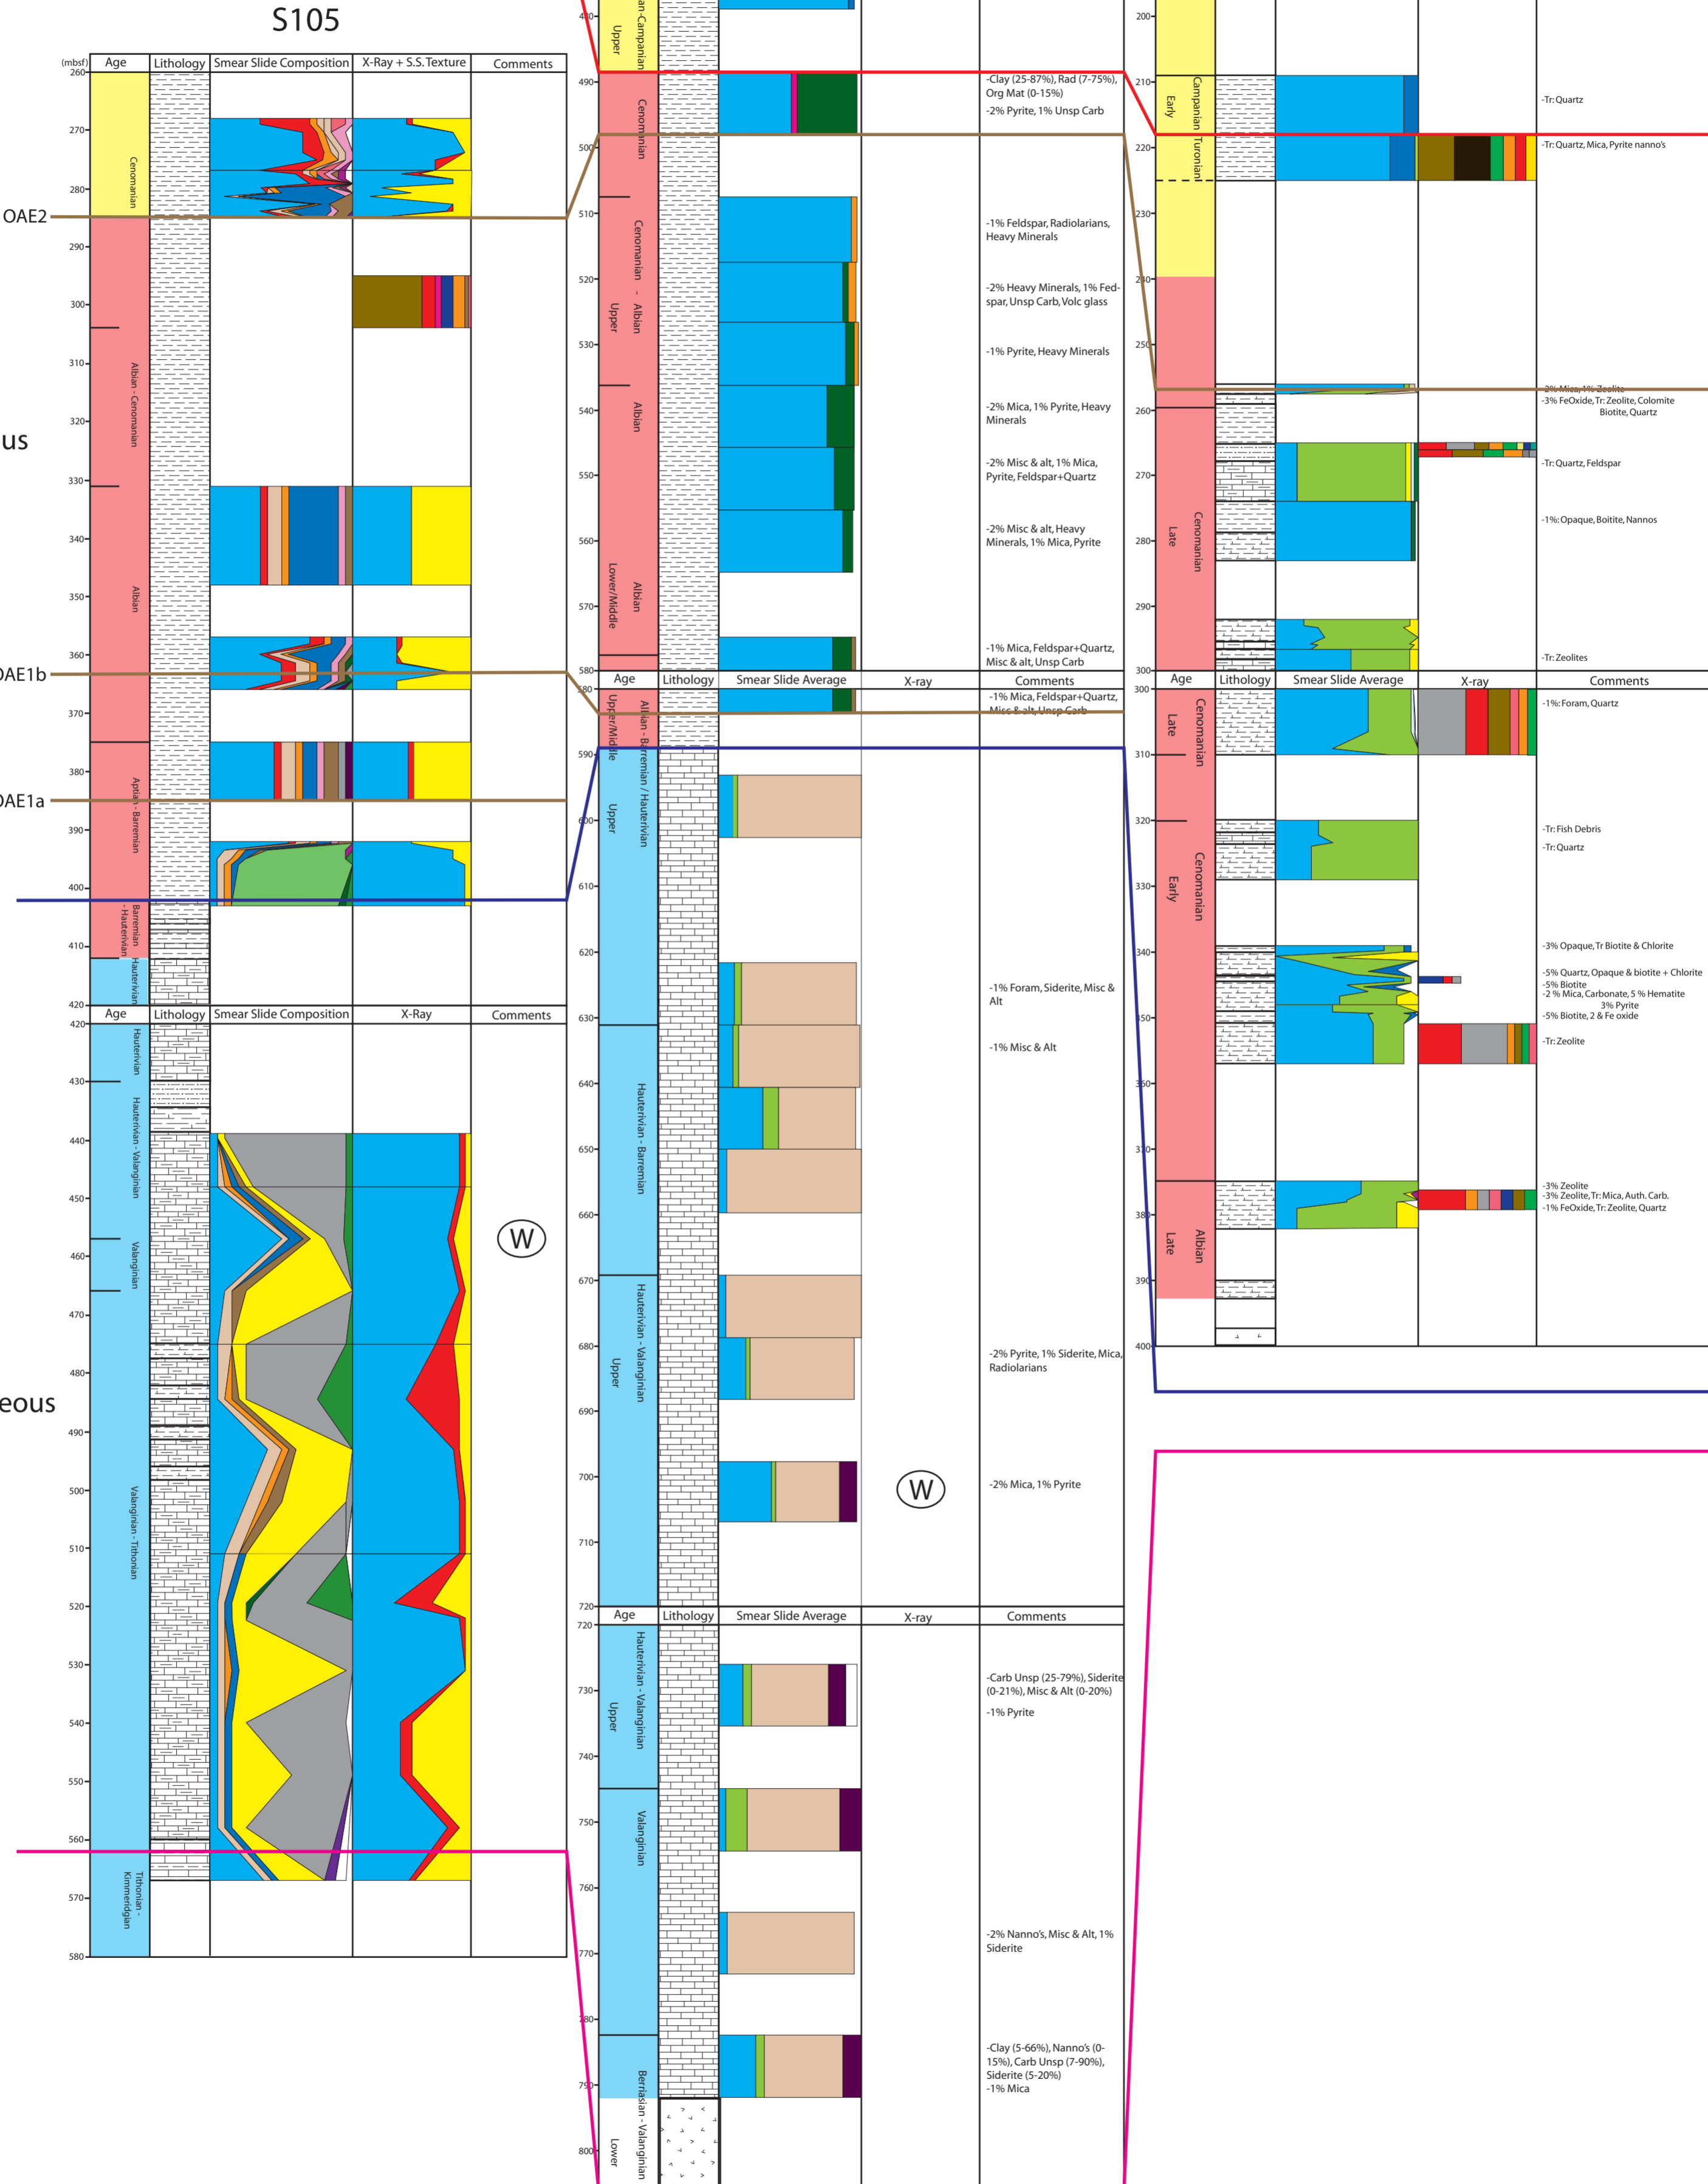 S105
(mbsf)
Age
Lithology
Smear Slide Composition
X-Ray + S.S. Texture
Comments
260
270
280
290
300
310
320
330
340
350
360
370
380
390
400
410
420
Cenomanian
Albian - Cenomanian
Albian
Aptian - Barremian
Barremian
- Hauterivian
Hauterivian
OAE2
us
OAE1b
OAE1a
eous
Age
Lithology
Smear Slide Composition
X-Ray
Comments
420
430
440
450
460
470
480
490
500
510
520
530
540
550
560
570
580
Hauterivian
Hauterivian - Valanginian
Valanginian
Valanginian - Tithonian
Tithonian -
Kimmeridgian
W
480
490
500
510
520
530
540
550
560
570
580
an-Campanian
Upper
Cenomanian
Cenomanian - Albian
Upper
Albian
Albian
Lower/Middle
-Clay (25-87%), Rad (7-75%),
Org Mat (0-15%)
-2% Pyrite, 1% Unsp Carb
-1% Feldspar, Radiolarians,
Heavy Minerals
-2% Heavy Minerals, 1% Fed-
spar, Unsp Carb, Volc glass
-1% Pyrite, Heavy Minerals
-2% Mica, 1% Pyrite, Heavy
Minerals
-2% Misc & alt, 1% Mica,
Pyrite, Feldspar+Quartz
-2% Misc & alt, Heavy
Minerals, 1% Mica, Pyrite
-1% Mica, Feldspar+Quartz,
Misc & alt, Unsp Carb
Age
Lithology
Smear Slide Average
X-ray
Comments
580
590
600
610
620
630
640
650
660
670
680
690
700
710
720
Albian - Barremian / Hauterivian
Upper/Middle
Upper
Hauterivian - Barremian
Hauterivian - Valanginian
Upper
-1% Mica, Feldspar+Quartz,
Misc & alt, Unsp Carb
-1% Foram, Siderite, Misc &
Alt
-1% Misc & Alt
-2% Pyrite, 1% Siderite, Mica,
Radiolarians
-2% Mica, 1% Pyrite
W
Age
Lithology
Smear Slide Average
X-ray
Comments
720
730
740
750
760
770
780
790
800
Hauterivian - Valanginian
Upper
Valanginian
Berriasian - Valanginian
Lower
-Carb Unsp (25-79%), Siderite
(0-21%), Misc & Alt (0-20%)
-1% Pyrite
-2% Nanno's, Misc & Alt, 1%
Siderite
-Clay (5-66%), Nanno's (0-
15%), Carb Unsp (7-90%),
Siderite (5-20%)
-1% Mica
200
210
220
230
240
250
260
270
280
290
300
Campanian
Early
Turonian
Cenomanian
Late
-Tr: Quartz
-Tr: Quartz, Mica, Pyrite nanno's
-2% Mica, 1% Zeolite
-3% FeOxide, Tr: Zeolite, Colomite
Biotite, Quartz
-Tr: Quartz, Feldspar
-1%: Opaque, Boitite, Nannos
-Tr: Zeolites
Age
Lithology
Smear Slide Average
X-ray
Comments
300
310
320
330
340
350
360
370
380
390
400
Cenomanian
Late
Cenomanian
Early
Albian
Late
-1%: Foram, Quartz
-Tr: Fish Debris
-Tr: Quartz
-3% Opaque, Tr Biotite & Chlorite
-5% Quartz, Opaque & biotite + Chlorite
-5% Biotite
-2 % Mica, Carbonate, 5 % Hematite
3% Pyrite
-5% Biotite, 2 & Fe oxide
-Tr: Zeolite
-3% Zeolite
-3% Zeolite, Tr: Mica, Auth. Carb.
-1% FeOxide, Tr: Zeolite, Quartz